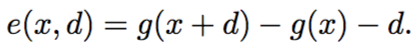 e(x, d) = g(x + d) − g(x) − d.